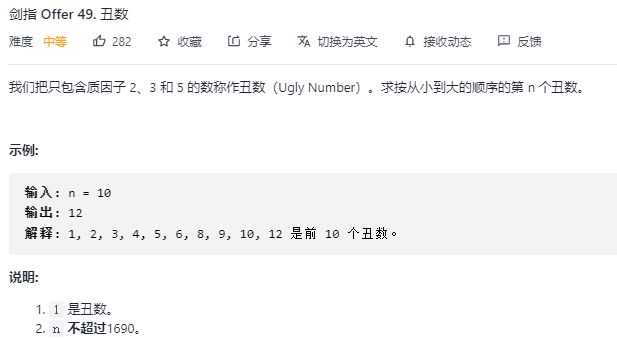 剑指 Offer 49. 丑数
难度 中等 282 收藏 分享 切换为英文 接收动态 反馈
我们把只包含质因子 2、3 和 5 的数称作丑数（Ugly Number）。求按从小到大的顺序的第 n 个丑数。
示例:
输入: n = 10
输出: 12
解释: 1, 2, 3, 4, 5, 6, 8, 9, 10, 12 是前 10 个丑数。
说明:
1. 1 是丑数。
2. n 不超过1690。